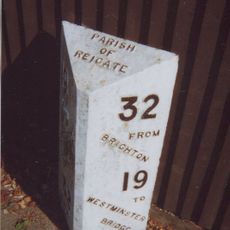 PARISH
OF
REIGATE
32
FROM
BRIGHTON
19
TO
WESTMINSTER
BRIDGE